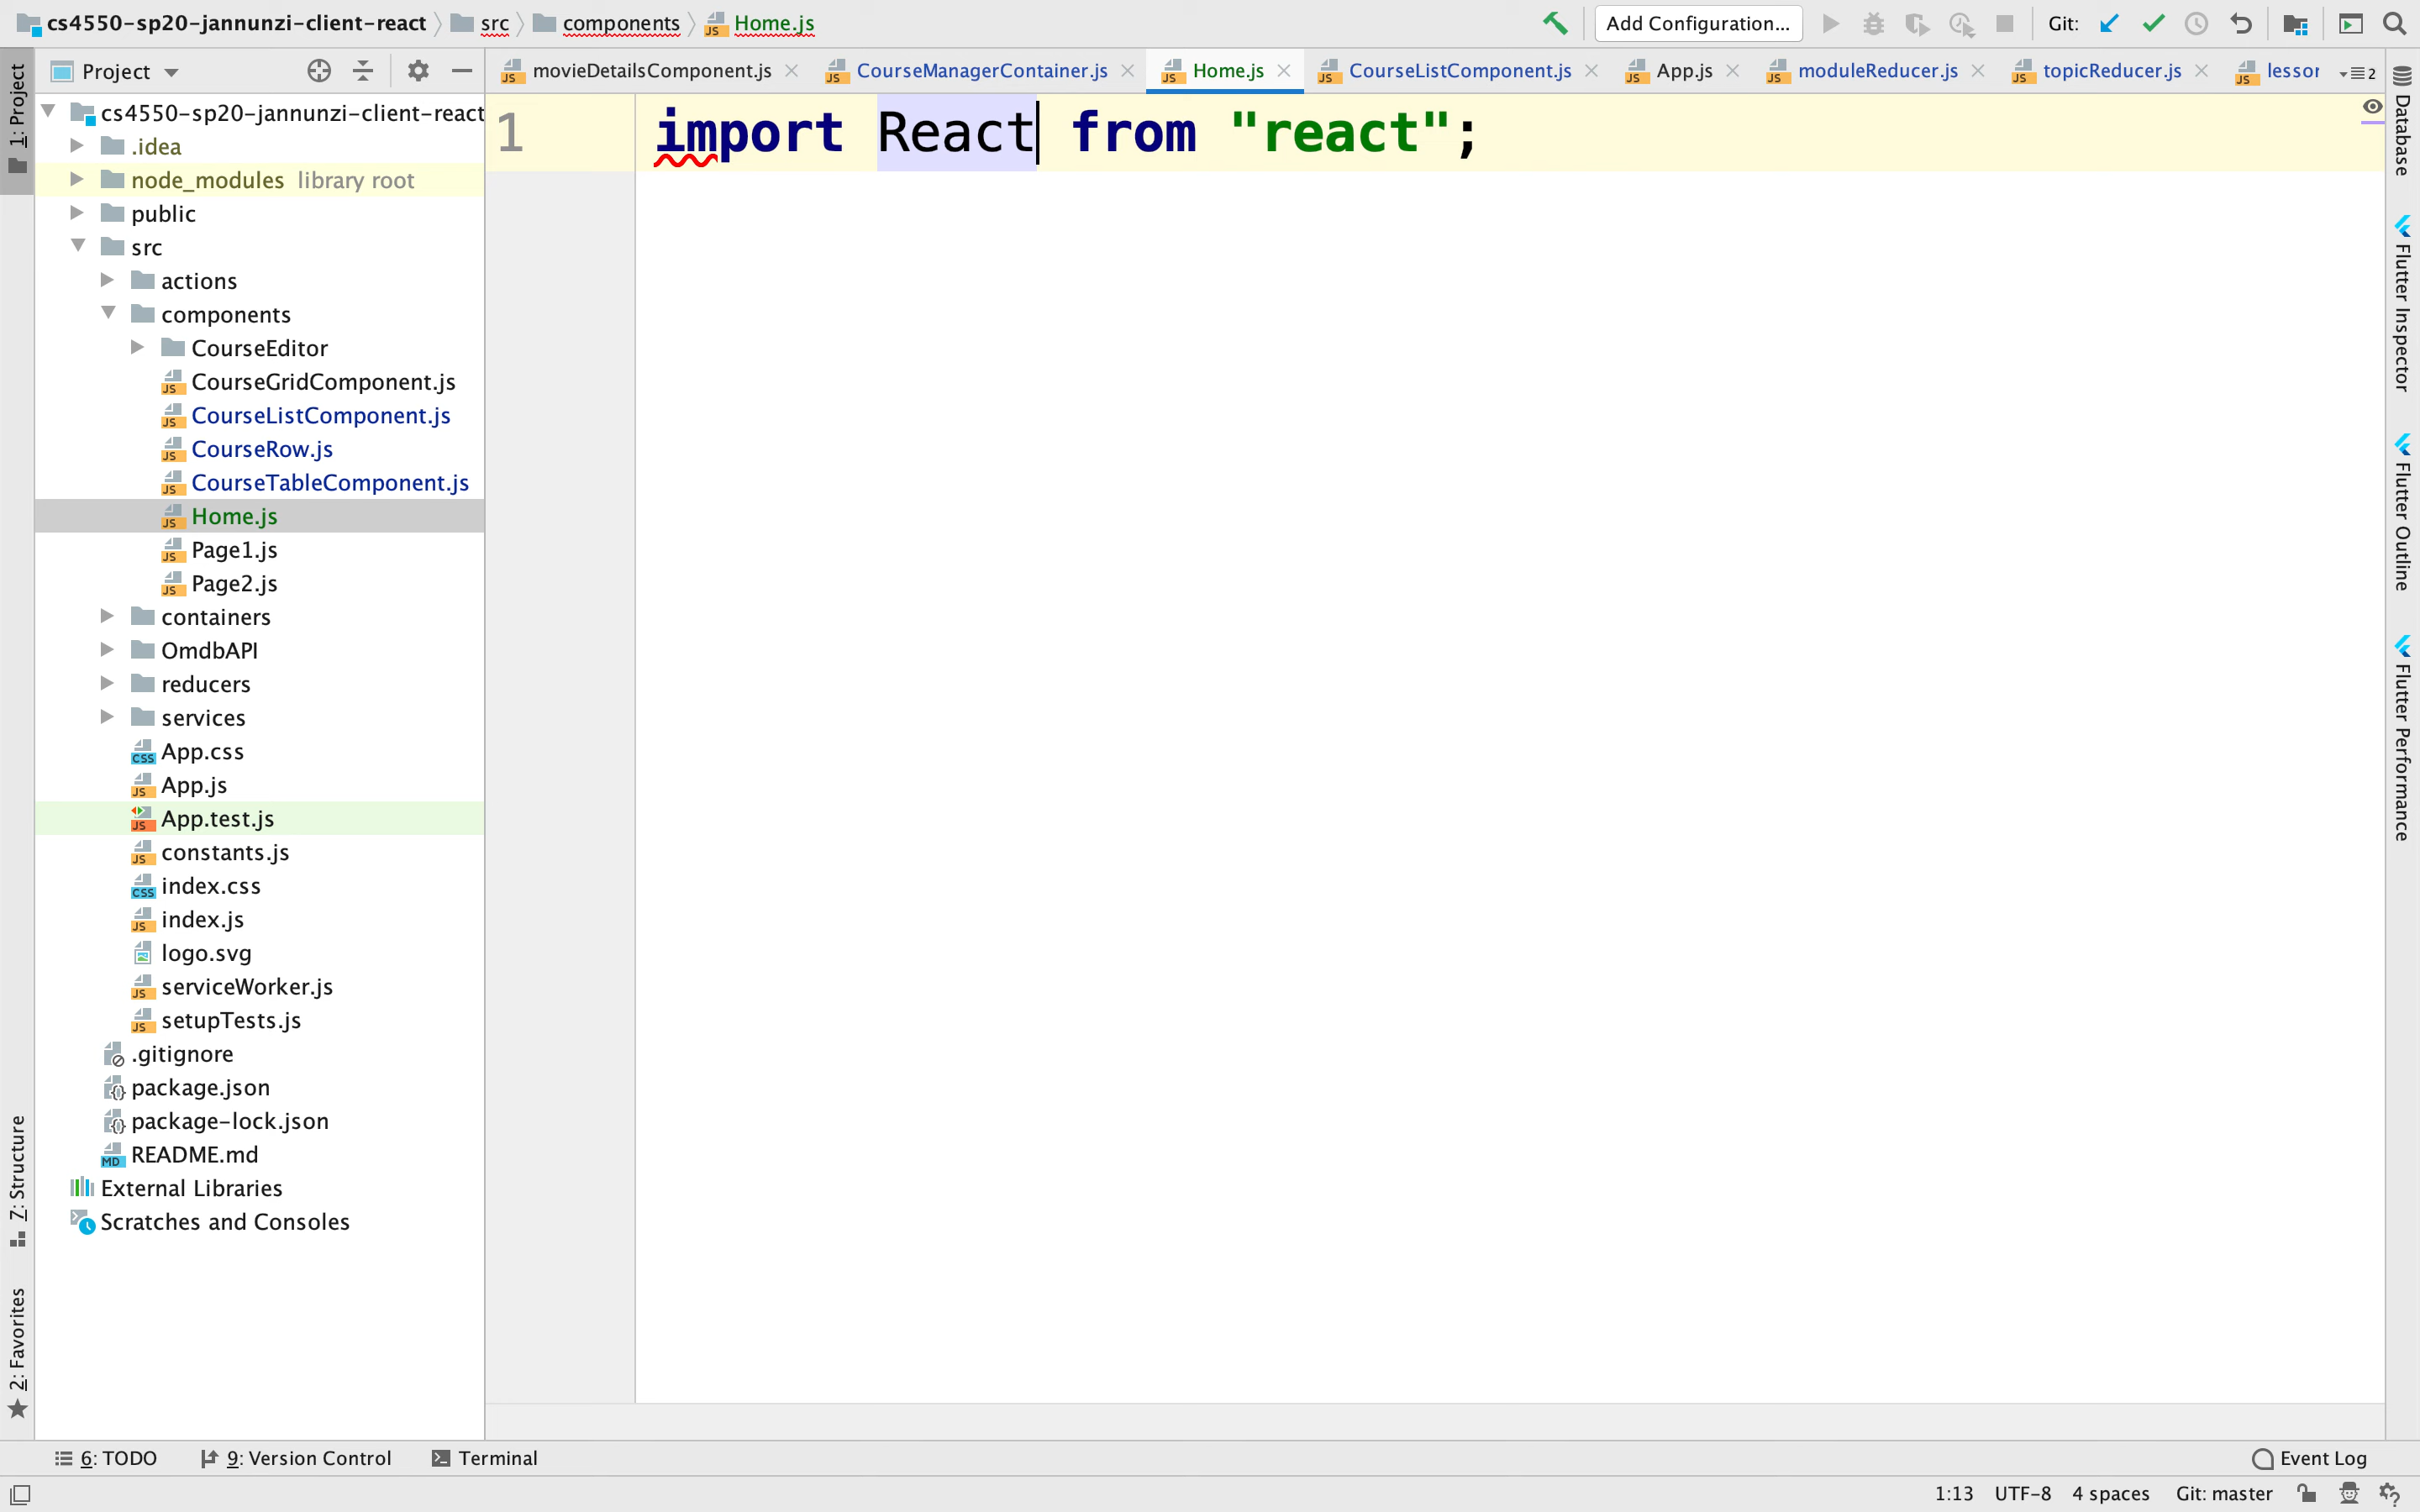 cs4550-sp20-jannunzi-client-react src components Home.js Add Configuration... Git:
1: Project
Project
movieDetailsComponent.js CourseManagerContainer.js Home.js CourseListComponent.js App.js moduleReducer.js topicReducer.js lesson 2
cs4550-sp20-jannunzi-client-react
.idea
node_modules library root
public
src
actions
components
CourseEditor
CourseGridComponent.js
CourseListComponent.js
CourseRow.js
CourseTableComponent.js
Home.js
Page1.js
Page2.js
containers
OmdbAPI
reducers
services
App.css
App.js
App.test.js
constants.js
index.css
index.js
logo.svg
serviceWorker.js
setupTests.js
.gitignore
package.json
package-lock.json
README.md
External Libraries
Scratches and Consoles
1 import React from "react";
Database
Flutter Inspector
Flutter Outline
Flutter Performance
7: Structure
2: Favorites
6: TODO 9: Version Control Terminal Event Log
1:13 UTF-8 4 spaces Git: master